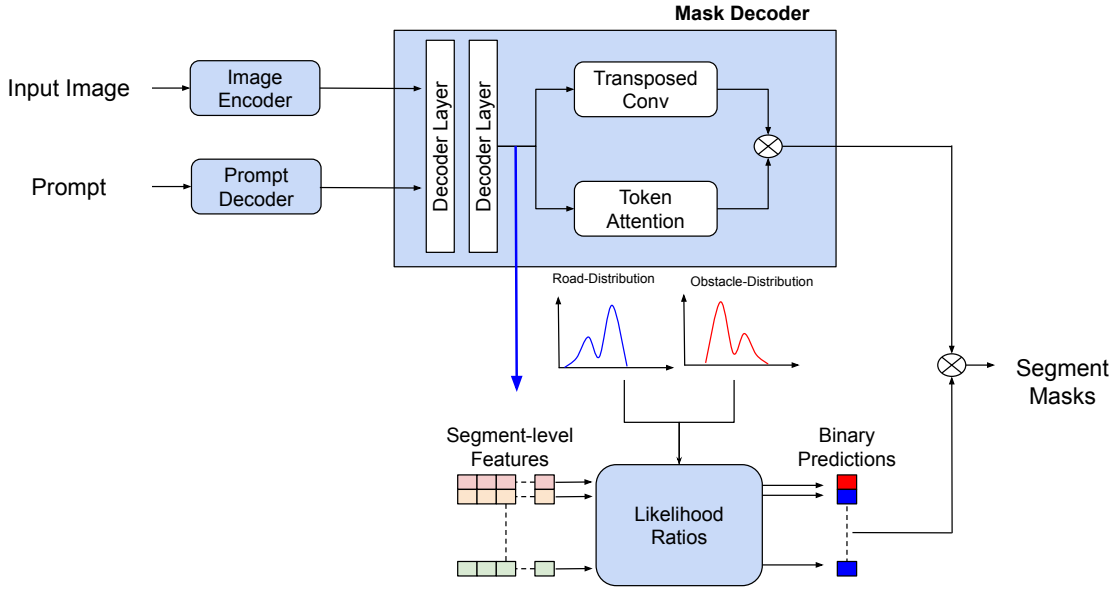 Mask Decoder
Input Image
Image
Encoder
Prompt
Prompt
Decoder
Decoder Layer
Decoder Layer
Transposed
Conv
Token
Attention
Road-Distribution
Obstacle-Distribution
Segment
Masks
Segment-level
Features
Likelihood
Ratios
Binary
Predictions